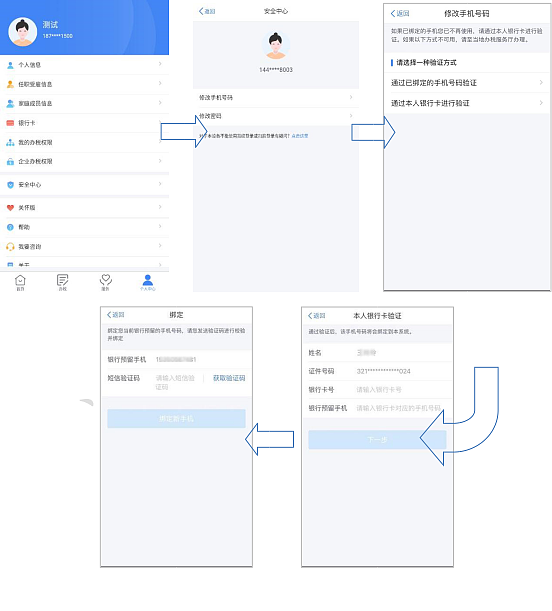 测试
187****1500
个人信息
任职受雇信息
家庭成员信息
银行卡
我的办税权限
企业办税权限
安全中心
关怀版
帮助
我要咨询
关于
首页
办税
服务
个人中心
返回
安全中心
144****8003
修改手机号码
修改密码
返回
修改手机号码
如果已绑定的手机您已不再使用，请通过本人银行卡进行验
证。如果以下方式不可用，请至当地办税服务厅办理。
请选择一种验证方式
通过已绑定的手机号码验证
通过本人银行卡进行验证
返回
绑定
绑定您当前银行预留的手机号码，请您发送验证码进行校验
并绑定
银行预留手机
短信验证码
请输入短信验
证码
获取验证码
绑定新手机
返回
本人银行卡验证
通过验证后，该手机号码将会绑定到本系统。
姓名
证件号码
321************024
银行卡号
请输入银行卡号
银行预留手机
请输入银行卡对应的手机号码
下一步